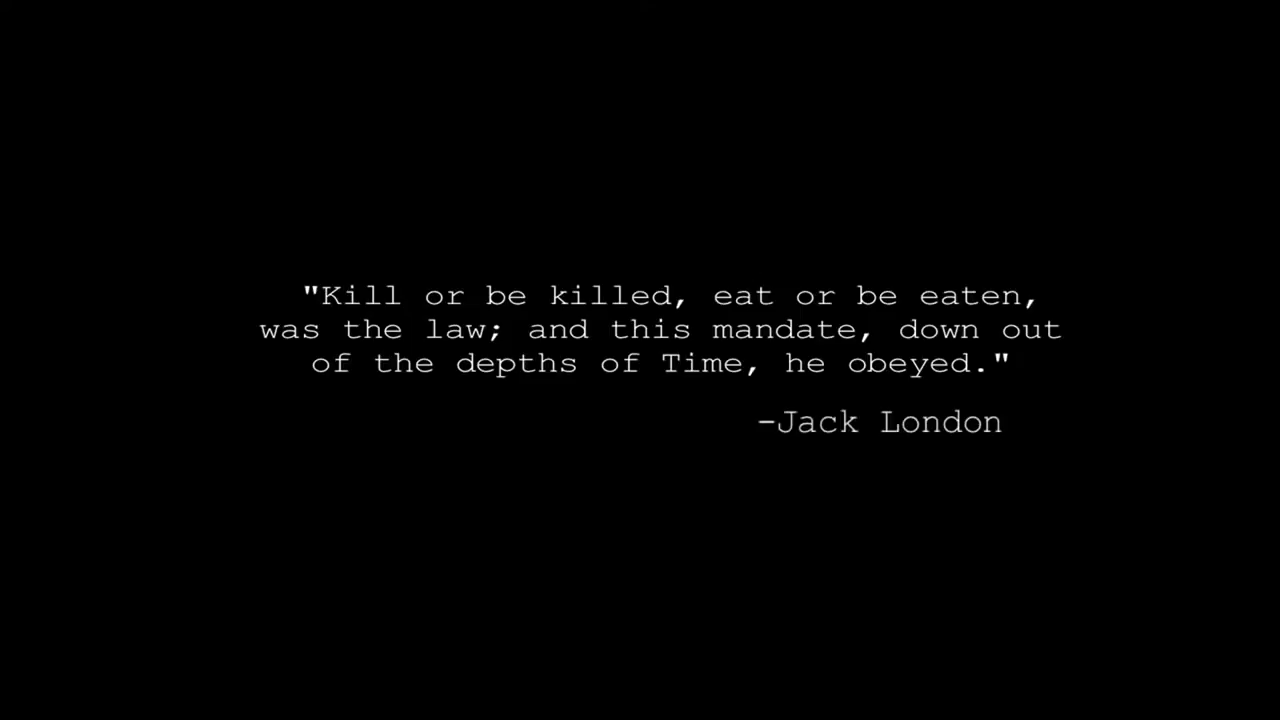 "Kill or be killed, eat or be eaten,
was the law; and this mandate, down out
of the depths of Time, he obeyed."
-Jack London